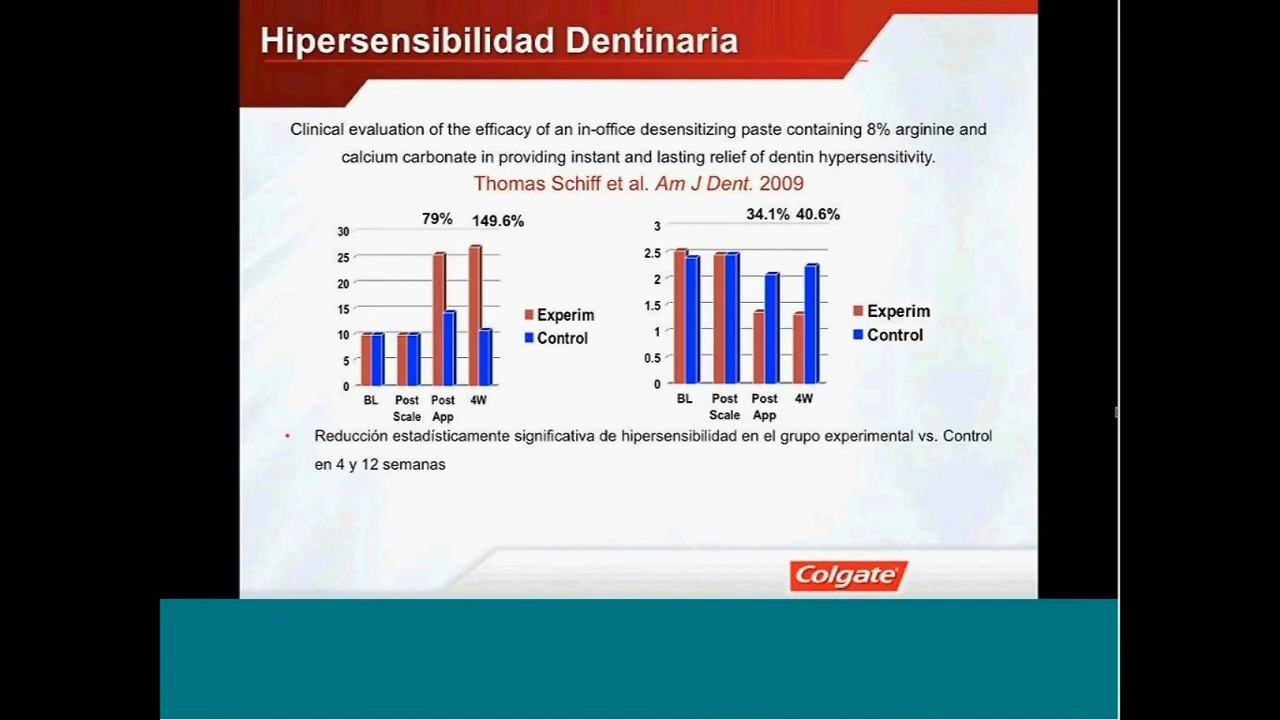 Hipersensibilidad Dentinaria
Clinical evaluation of the efficacy of an in-office desensitizing paste containing 8% arginine and
calcium carbonate in providing instant and lasting relief of dentin hypersensitivity.
Thomas Schiff et al. Am J Dent. 2009
79% 149.6%
30
25
20
15
10
5
0
BL Post Scale Post App 4W
Experim
Control
34.1% 40.6%
3
2.5
2
1.5
1
0.5
0
BL Post Scale Post App 4W
Experim
Control
• Reducción estadísticamente significativa de hipersensibilidad en el grupo experimental vs. Control
en 4 y 12 semanas
Colgate